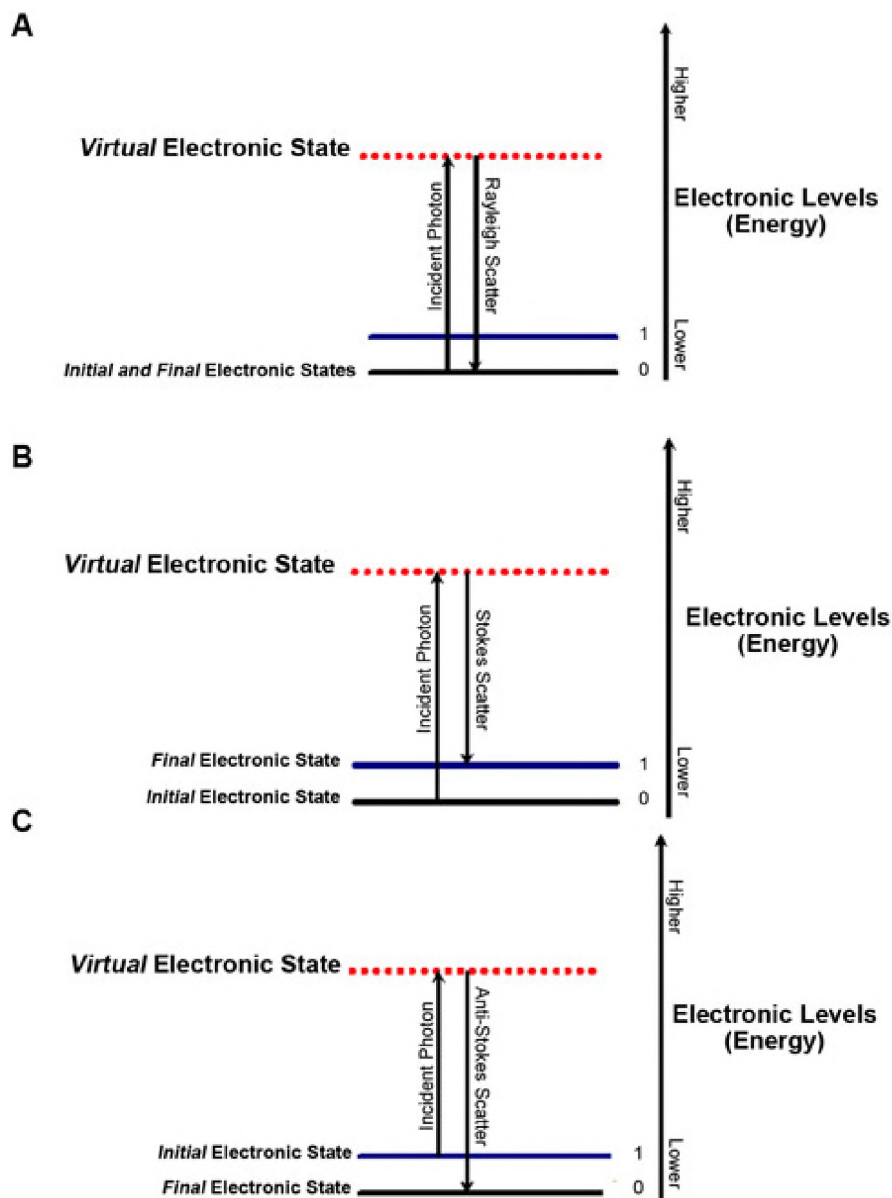 A
Higher
Virtual Electronic State
Incident Photon
Rayleigh Scatter
Electronic Levels
(Energy)
1
Lower
Initial and Final Electronic States
0
B
Higher
Virtual Electronic State
Incident Photon
Stokes Scatter
Electronic Levels
(Energy)
Final Electronic State
1
Lower
Initial Electronic State
0
C
Higher
Virtual Electronic State
Incident Photon
Anti-Stokes Scatter
Electronic Levels
(Energy)
Initial Electronic State
1
Lower
Final Electronic State
0